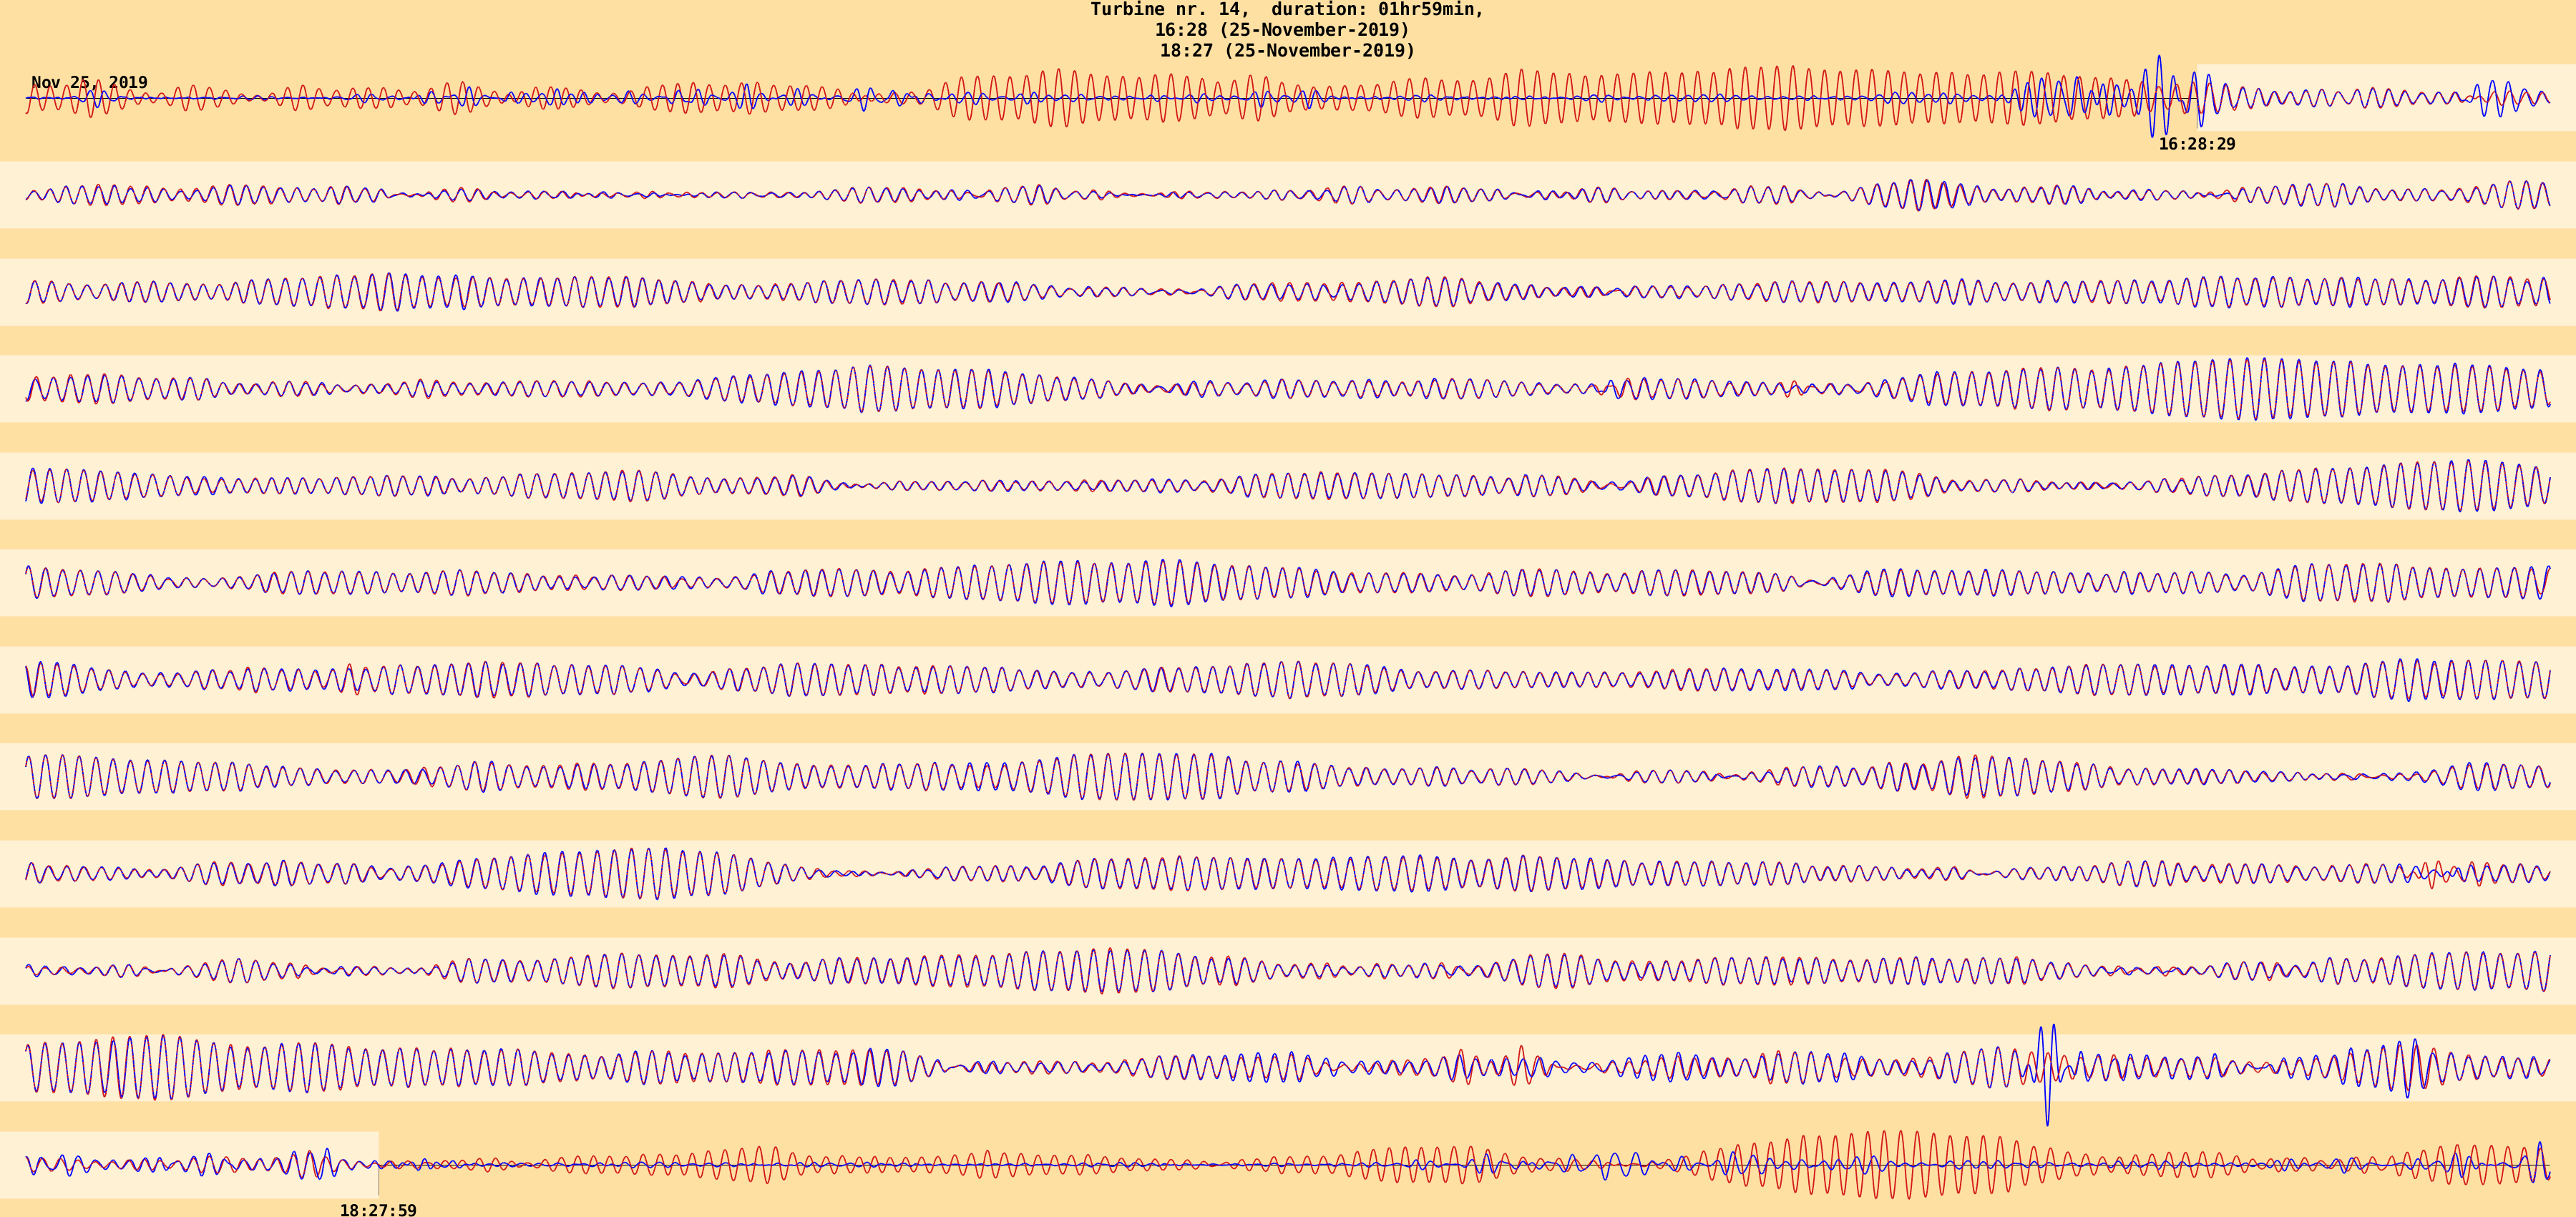 Turbine nr. 14,  duration: 01hr59min,
16:28 (25-November-2019)
18:27 (25-November-2019)
Nov 25, 2019
16:28:29
18:27:59